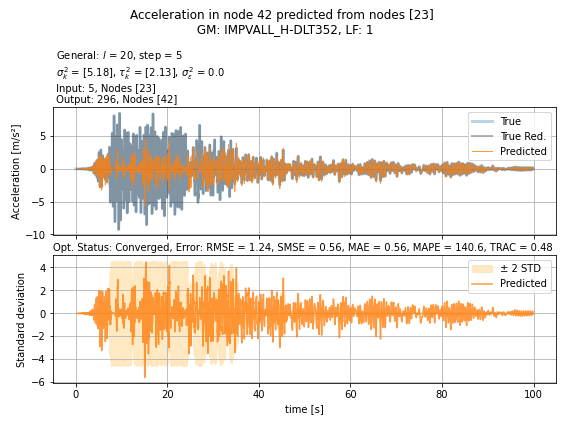 Acceleration in node 42 predicted from nodes [23]
GM: IMPVALL_H-DLT352, LF: 1
General: l = 20, step = 5
σ²ₖ = [5.18], τ²ₖ = [2.13], σ²ε = 0.0
Input: 5, Nodes [23]
Output: 296, Nodes [42]
Acceleration [m/s²]
5
0
−5
−10
True
True Red.
Predicted
Opt. Status: Converged, Error: RMSE = 1.24, SMSE = 0.56, MAE = 0.56, MAPE = 140.6, TRAC = 0.48
Standard deviation
4
2
0
−2
−4
−6
± 2 STD
Predicted
0 20 40 60 80 100
time [s]